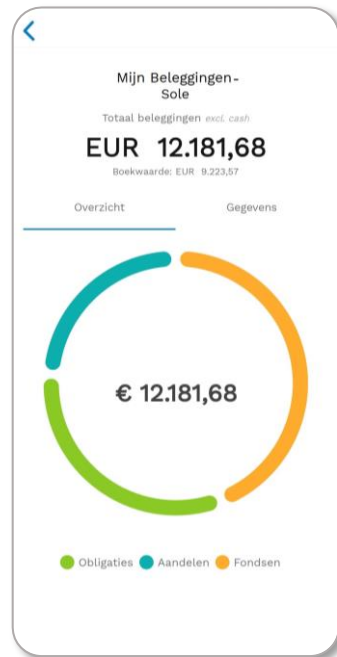 Mijn Beleggingen-
Sole
Totaal beleggingen excl. cash
EUR 12.181,68
Boekwaarde: EUR 9.223,57
Overzicht Gegevens
€ 12.181,68
Obligaties Aandelen Fondsen